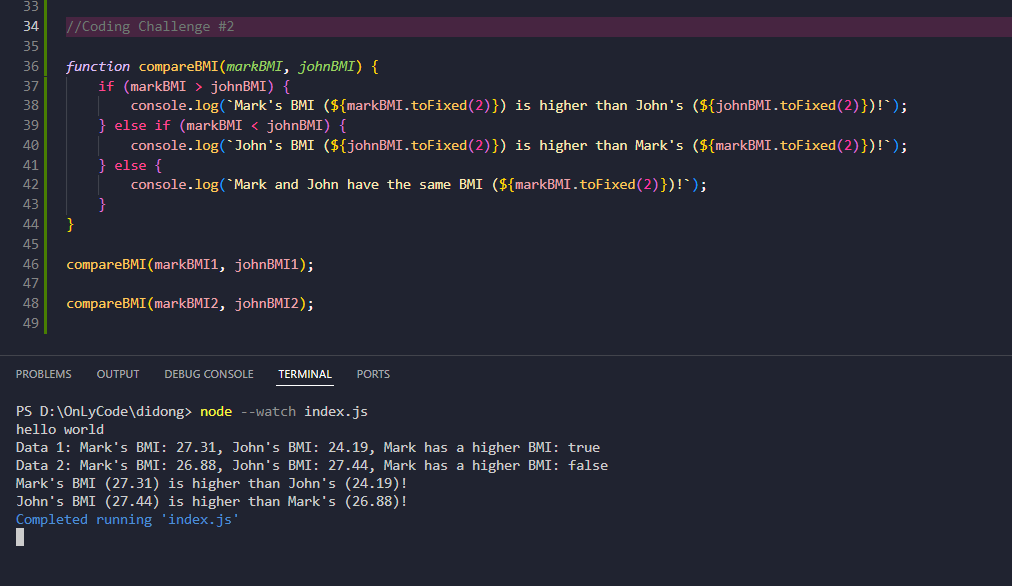 33
34 //Coding Challenge #2
35
36 function compareBMI(markBMI, johnBMI) {
37     if (markBMI > johnBMI) {
38         console.log(`Mark's BMI (${markBMI.toFixed(2)}) is higher than John's (${johnBMI.toFixed(2)})!`);
39     } else if (markBMI < johnBMI) {
40         console.log(`John's BMI (${johnBMI.toFixed(2)}) is higher than Mark's (${markBMI.toFixed(2)})!`);
41     } else {
42         console.log(`Mark and John have the same BMI (${markBMI.toFixed(2)})!`);
43     }
44 }
45
46 compareBMI(markBMI1, johnBMI1);
47
48 compareBMI(markBMI2, johnBMI2);
49
PROBLEMS OUTPUT DEBUG CONSOLE TERMINAL PORTS
PS D:\OnLyCode\didong> node --watch index.js
hello world
Data 1: Mark's BMI: 27.31, John's BMI: 24.19, Mark has a higher BMI: true
Data 2: Mark's BMI: 26.88, John's BMI: 27.44, Mark has a higher BMI: false
Mark's BMI (27.31) is higher than John's (24.19)!
John's BMI (27.44) is higher than Mark's (26.88)!
Completed running 'index.js'